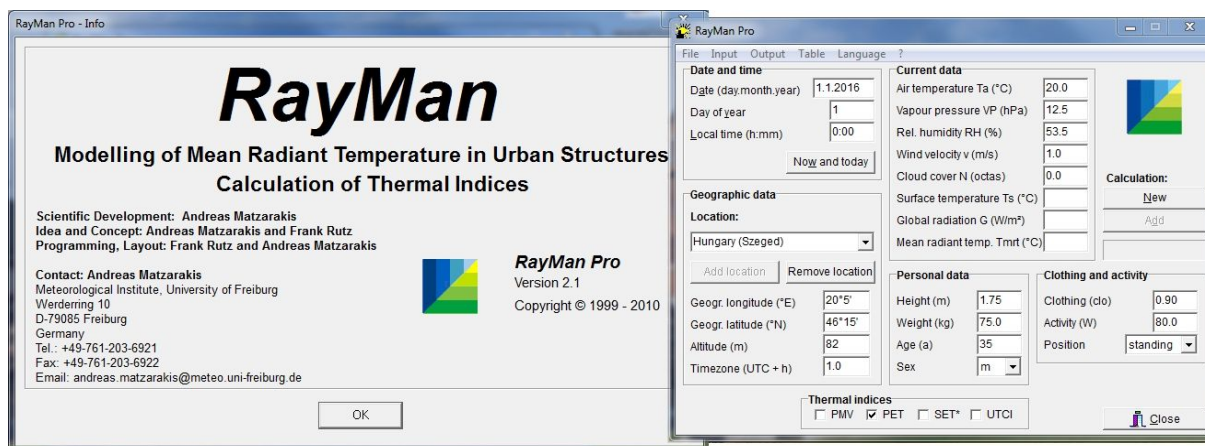 RayMan Pro - Info
RayMan
Modelling of Mean Radiant Temperature in Urban Structures
Calculation of Thermal Indices
Scientific Development: Andreas Matzarakis
Idea and Concept: Andreas Matzarakis and Frank Rutz
Programming, Layout: Frank Rutz and Andreas Matzarakis
Contact: Andreas Matzarakis
Meteorological Institute, University of Freiburg
Werderring 10
D-79085 Freiburg
Germany
Tel.: +49-761-203-6921
Fax: +49-761-203-6922
Email: andreas.matzarakis@meteo.uni-freiburg.de
RayMan Pro
Version 2.1
Copyright © 1999 - 2010
OK
RayMan Pro
File Input Output Table Language ?
Date and time
Date (day.month.year) 1.1.2016
Day of year 1
Local time (h:mm) 0:00
Now and today
Geographic data
Location:
Hungary (Szeged)
Add location Remove location
Geogr. longitude (°E) 20°5'
Geogr. latitude (°N) 46°15'
Altitude (m) 82
Timezone (UTC + h) 1.0
Current data
Air temperature Ta (°C) 20.0
Vapour pressure VP (hPa) 12.5
Rel. humidity RH (%) 53.5
Wind velocity v (m/s) 1.0
Cloud cover N (octas) 0.0
Surface temperature Ts (°C)
Global radiation G (W/m²)
Mean radiant temp. Tmrt (°C)
Calculation:
New
Add
Personal data
Height (m) 1.75
Weight (kg) 75.0
Age (a) 35
Sex m
Clothing and activity
Clothing (clo) 0.90
Activity (W) 80.0
Position standing
Thermal indices
PMV PET SET* UTCI
Close